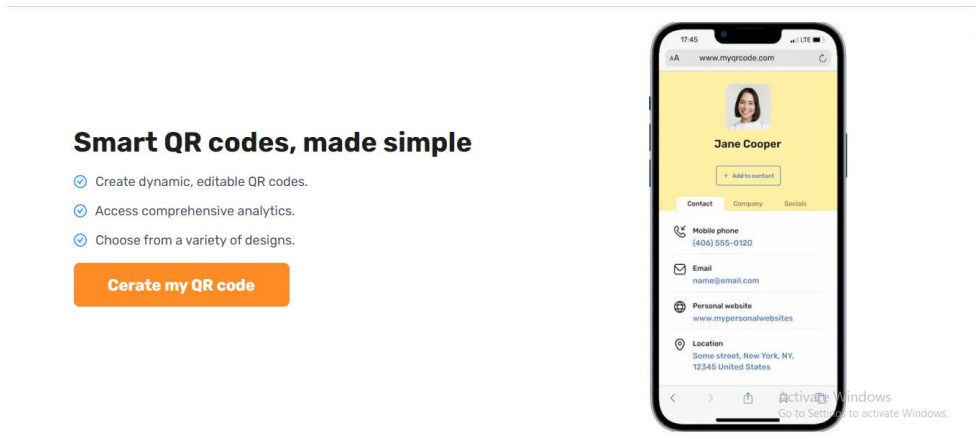 Smart QR codes, made simple
Create dynamic, editable QR codes.
Access comprehensive analytics.
Choose from a variety of designs.
Cerate my QR code
17:45
LTE
AA www.myqrcode.com
Jane Cooper
+ Add to contact
Contact Company Socials
Mobile phone
(406) 555-0120
Email
name@email.com
Personal website
www.mypersonalwebsites
Location
Some street, New York, NY,
12345 United States
Activate Windows
Go to Settings to activate Windows.